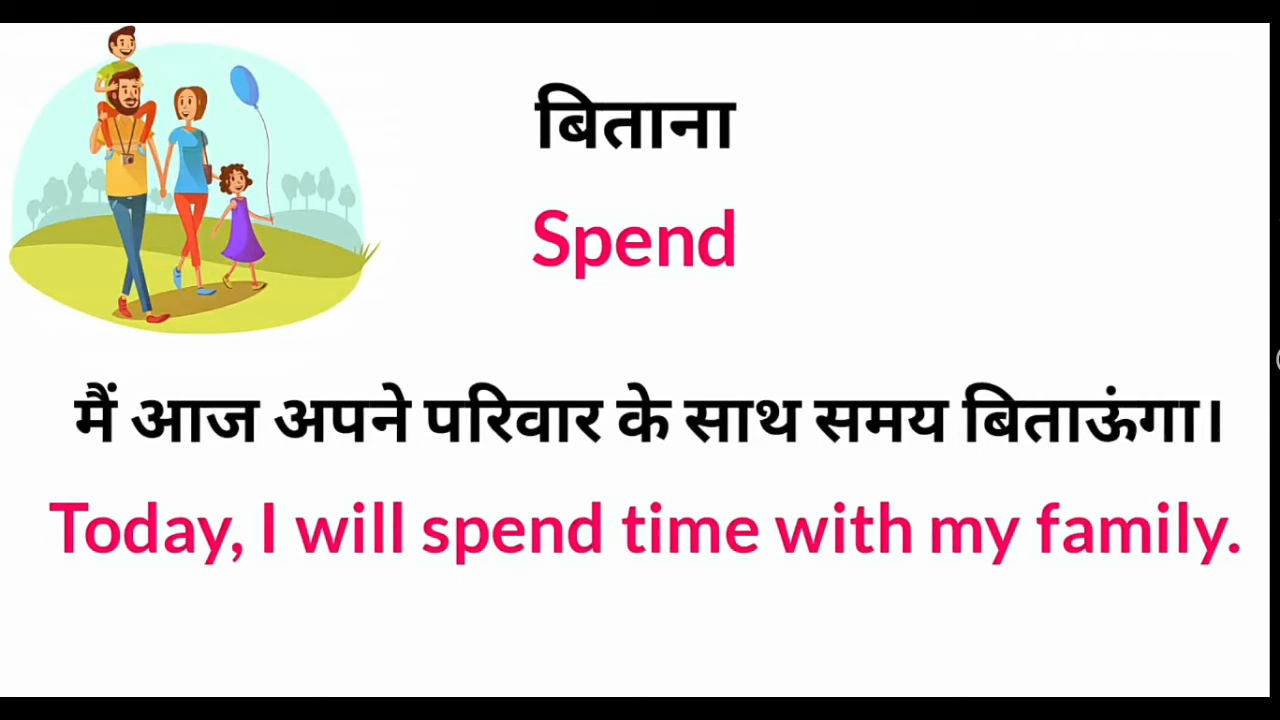 बिताना
Spend
मैं आज अपने परिवार के साथ समय बिताऊंगा।
Today, I will spend time with my family.